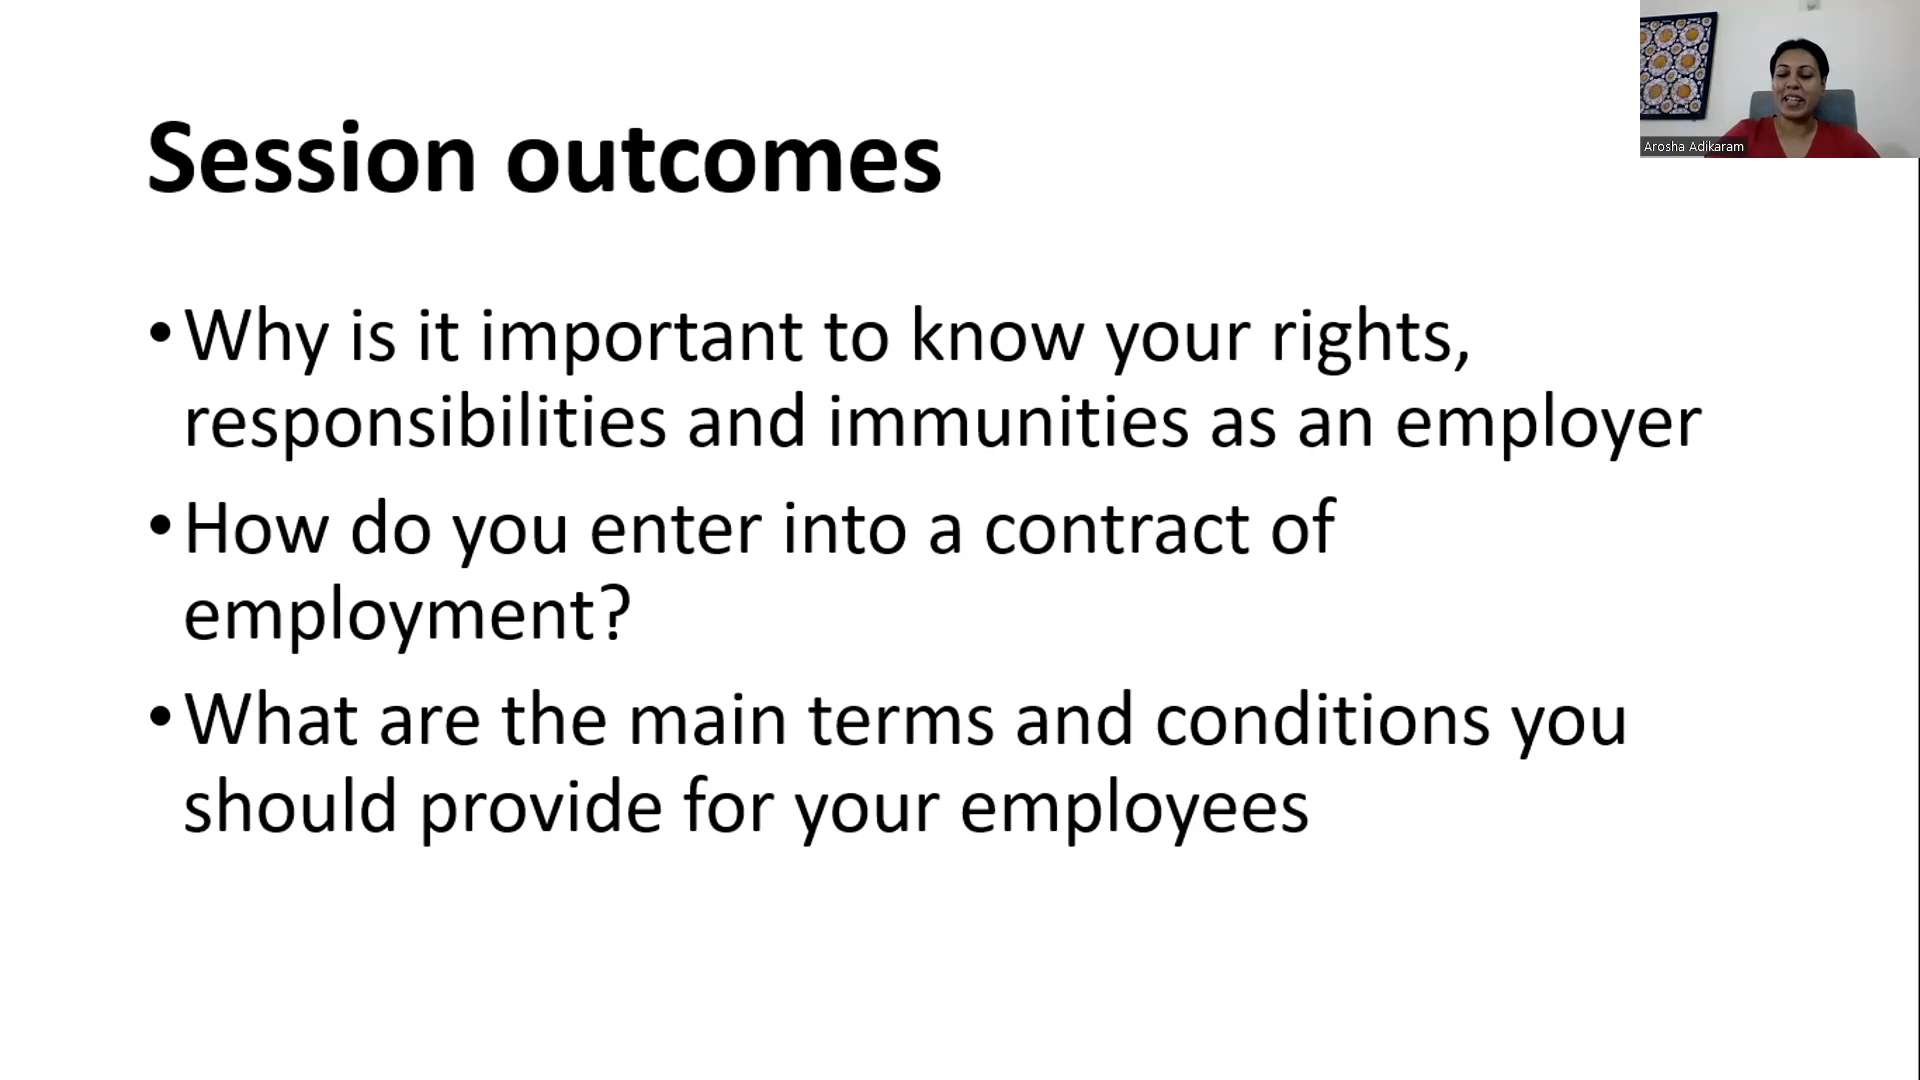 Session outcomes
• Why is it important to know your rights,
responsibilities and immunities as an employer
• How do you enter into a contract of
employment?
• What are the main terms and conditions you
should provide for your employees
Arosha Adikaram